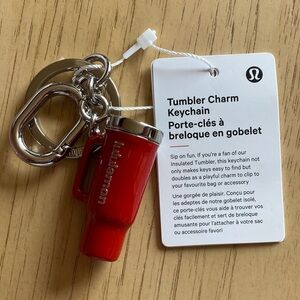 Tumbler Charm
Keychain
Porte-clés à
breloque en gobelet
Sip on fun. If you're a fan of our
Insulated Tumbler, this keychain not
only makes keys easy to find but
doubles as a playful charm to clip to
your favourite bag or accessory
Une gorgée de plaisir. Conçu pour
les adeptes de notre gobelet isolé,
ce porte-clés vous aide à trouver vos
clés facilement et sert de breloque
amusante pour l'attacher à votre sac
ou accessoire favori
lululemon